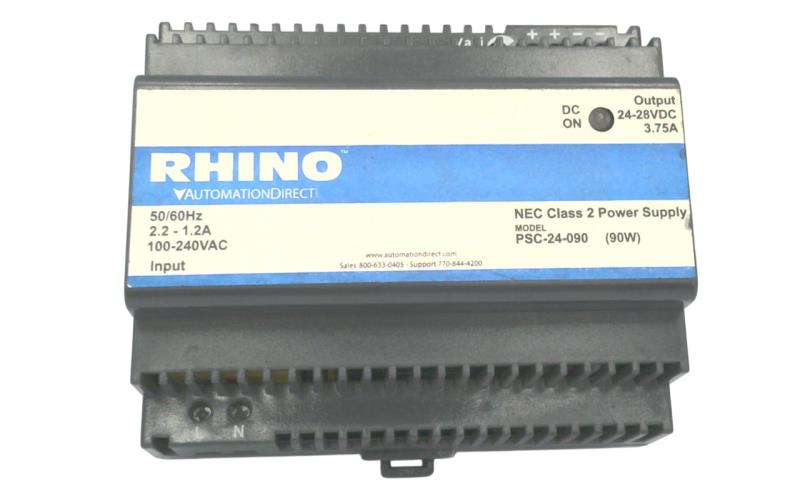 + + − −
DC
ON
Output
24-28VDC
3.75A
RHINO™
AUTOMATIONDIRECT
50/60Hz
2.2 - 1.2A
100-240VAC
Input
NEC Class 2 Power Supply
MODEL
PSC-24-090 (90W)
www.automationdirect.com
Sales 800-633-0405 - Support 770-844-4200
N